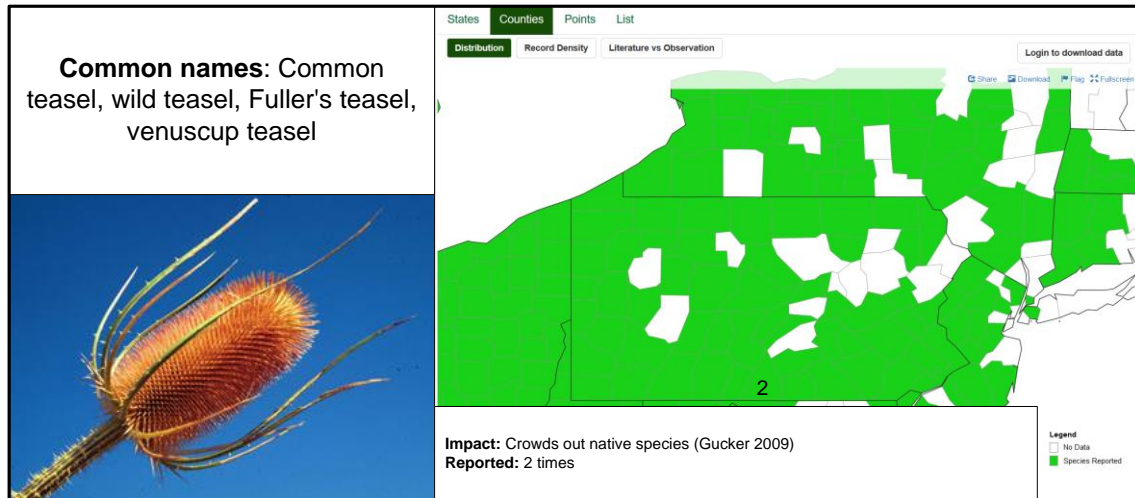 Common names: Common
teasel, wild teasel, Fuller's teasel,
venuscup teasel
States Counties Points List
Distribution Record Density Literature vs Observation
Login to download data
Share Download Flag Fullscreen
2
Impact: Crowds out native species (Gucker 2009)
Reported: 2 times
Legend
No Data
Species Reported